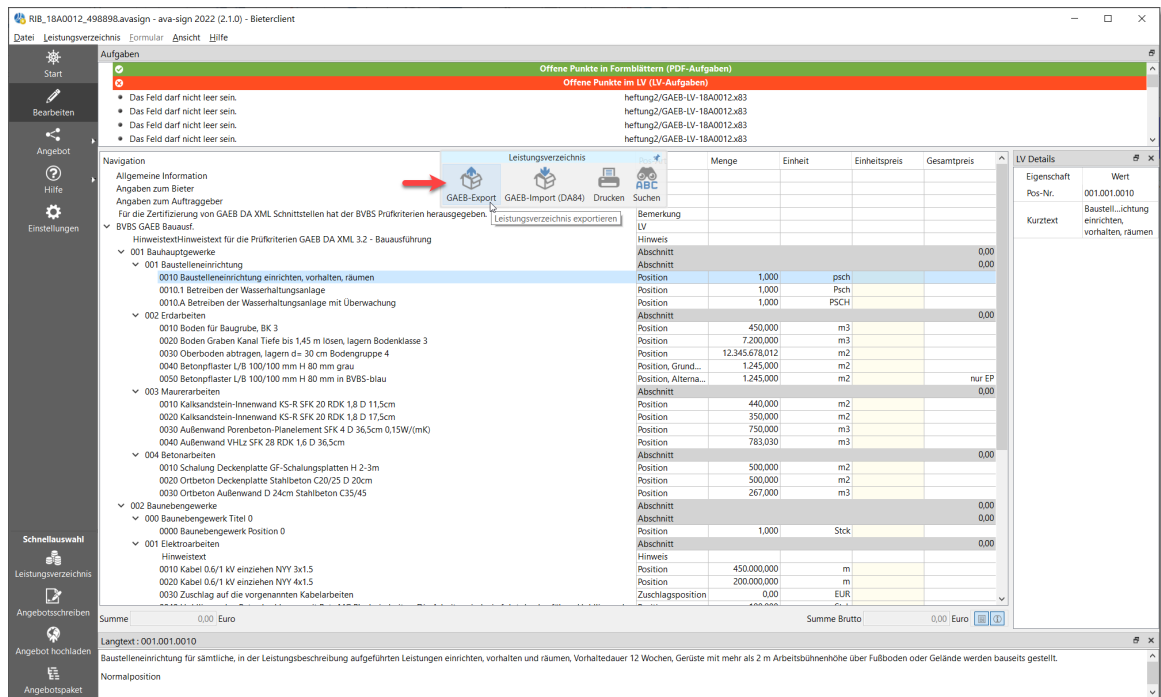 RIB_18A0012_498898.avasign - ava-sign 2022 (2.1.0) - Bieterclient
Datei Leistungsverzeichnis Formular Ansicht Hilfe
Start
Bearbeiten
Angebot
Hilfe
Einstellungen
Schnellauswahl
Leistungsverzeichnis
Angebotsschreiben
Angebot hochladen
Angebotspaket
Aufgaben
Offene Punkte in Formblättern (PDF-Aufgaben)
Offene Punkte im LV (LV-Aufgaben)
Das Feld darf nicht leer sein. heftung2/GAEB-LV-18A0012.x83
Das Feld darf nicht leer sein. heftung2/GAEB-LV-18A0012.x83
Das Feld darf nicht leer sein. heftung2/GAEB-LV-18A0012.x83
Das Feld darf nicht leer sein. heftung2/GAEB-LV-18A0012.x83
Leistungsverzeichnis
GAEB-Export GAEB-Import (DA84) Drucken ABC Suchen
Leistungsverzeichnis exportieren
Navigation Menge Einheit Einheitspreis Gesamtpreis
Allgemeine Information
Angaben zum Bieter
Angaben zum Auftraggeber
Für die Zertifizierung von GAEB DA XML Schnittstellen hat der BVBS Prüfkriterien herausgegeben. Bemerkung
BVBS GAEB Bauausf. LV
HinweistextHinweistext für die Prüfkriterien GAEB DA XML 3.2 - Bauausführung Hinweis
001 Bauhauptgewerke Abschnitt 0,00
001 Baustelleneinrichtung Abschnitt 0,00
0010 Baustelleneinrichtung einrichten, vorhalten, räumen Position 1,000 psch
0010.1 Betreiben der Wasserhaltungsanlage Position 1,000 Psch
0010.A Betreiben der Wasserhaltungsanlage mit Überwachung Position 1,000 PSCH
002 Erdarbeiten Abschnitt 0,00
0010 Boden für Baugrube, BK 3 Position 450,000 m3
0020 Boden Graben Kanal Tiefe bis 1,45 m lösen, lagern Bodenklasse 3 Position 7.200,000 m3
0030 Oberboden abtragen, lagern d= 30 cm Bodengruppe 4 Position 12.345.678,012 m2
0040 Betonpflaster L/B 100/100 mm H 80 mm grau Position, Grund... 1.245,000 m2
0050 Betonpflaster L/B 100/100 mm H 80 mm in BVBS-blau Position, Alterna... 1.245,000 m2 nur EP
003 Maurerarbeiten Abschnitt 0,00
0010 Kalksandstein-Innenwand KS-R SFK 20 RDK 1,8 D 11,5cm Position 440,000 m2
0020 Kalksandstein-Innenwand KS-R SFK 20 RDK 1,8 D 17,5cm Position 350,000 m2
0030 Außenwand Porenbeton-Planelement SFK 4 D 36,5cm 0,15W/(mK) Position 750,000 m3
0040 Außenwand VHLz SFK 28 RDK 1,6 D 36,5cm Position 783,030 m3
004 Betonarbeiten Abschnitt 0,00
0010 Schalung Deckenplatte GF-Schalungsplatten H 2-3m Position 500,000 m2
0020 Ortbeton Deckenplatte Stahlbeton C20/25 D 20cm Position 500,000 m2
0030 Ortbeton Außenwand D 24cm Stahlbeton C35/45 Position 267,000 m3
002 Baunebengewerke Abschnitt 0,00
000 Baunebengewerk Titel 0 Abschnitt 0,00
0000 Baunebengewerk Position 0 Position 1,000 Stck
001 Elektroarbeiten Abschnitt 0,00
Hinweistext Hinweis
0010 Kabel 0.6/1 kV einziehen NYY 3x1.5 Position 450.000,000 m
0020 Kabel 0.6/1 kV einziehen NYY 4x1.5 Position 200.000,000 m
0030 Zuschlag auf die vorgenannten Kabelarbeiten Zuschlagsposition 0,00 EUR
Summe 0,00 Euro Summe Brutto 0,00 Euro
LV Details
Eigenschaft Wert
Pos-Nr. 001.001.0010
Kurztext Baustell...ichtung einrichten, vorhalten, räumen
Langtext : 001.001.0010
Baustelleneinrichtung für sämtliche, in der Leistungsbeschreibung aufgeführten Leistungen einrichten, vorhalten und räumen, Vorhaltedauer 12 Wochen, Gerüste mit mehr als 2 m Arbeitsbühnenhöhe über Fußboden oder Gelände werden bauseits gestellt.
Normalposition